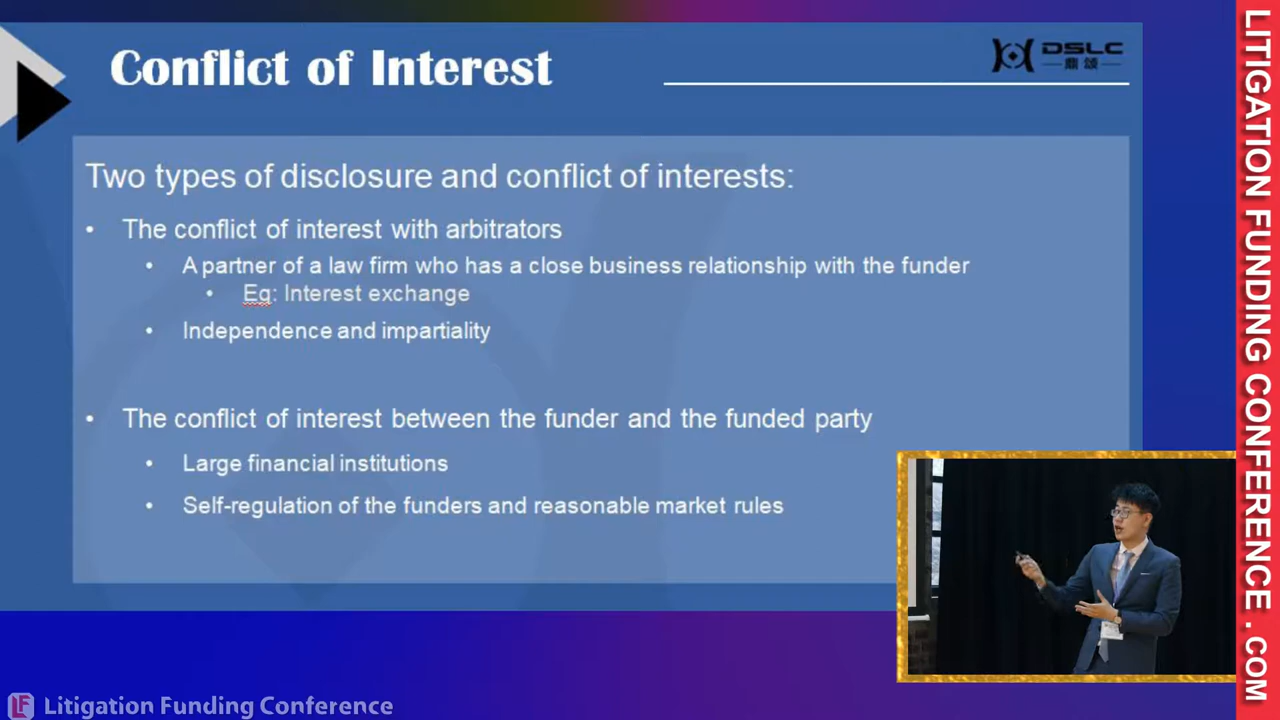 Conflict of Interest
DSLC
鼎颂
Two types of disclosure and conflict of interests:
• The conflict of interest with arbitrators
• A partner of a law firm who has a close business relationship with the funder
• Eg: Interest exchange
• Independence and impartiality
• The conflict of interest between the funder and the funded party
• Large financial institutions
• Self-regulation of the funders and reasonable market rules
LF Litigation Funding Conference
LITIGATION FUNDING CONFERENCE . COM